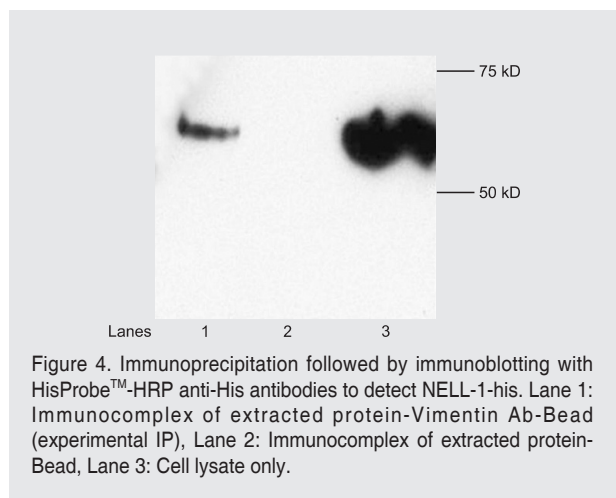 75 kD
50 kD
Lanes 1 2 3
Figure 4. Immunoprecipitation followed by immunoblotting with
HisProbe™-HRP anti-His antibodies to detect NELL-1-his. Lane 1:
Immunocomplex of extracted protein-Vimentin Ab-Bead
(experimental IP), Lane 2: Immunocomplex of extracted protein-
Bead, Lane 3: Cell lysate only.